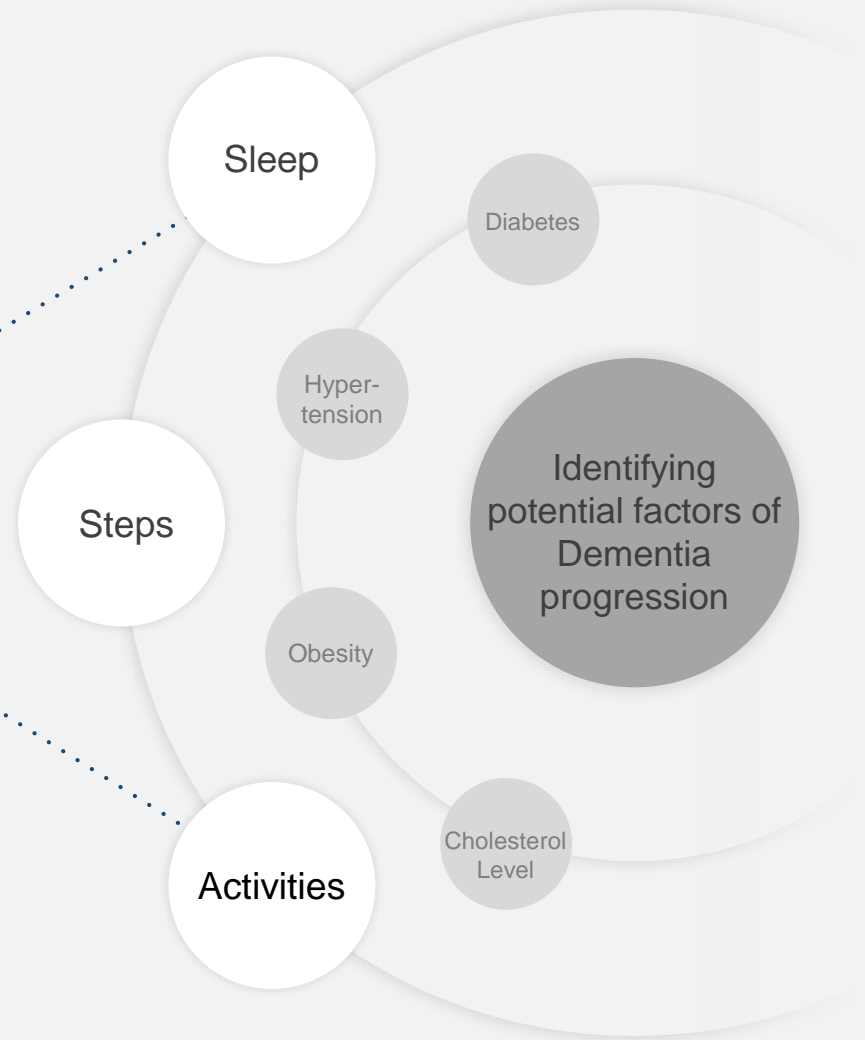 Sleep
Diabetes
Hyper-
tension
Identifying
potential factors of
Dementia
progression
Steps
Obesity
Cholesterol
Level
Activities